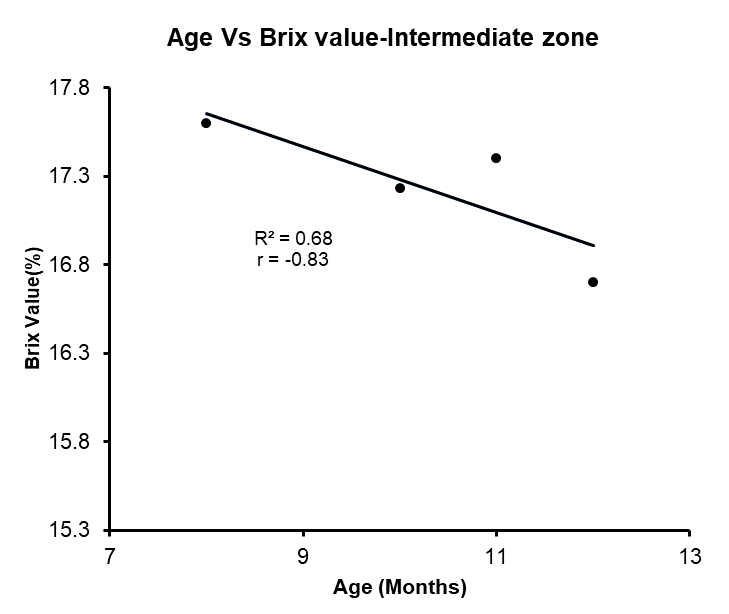 Age Vs Brix value-Intermediate zone
17.8
17.3
16.8
16.3
15.8
15.3
Brix Value(%)
R² = 0.68
r = -0.83
7
9
11
13
Age (Months)